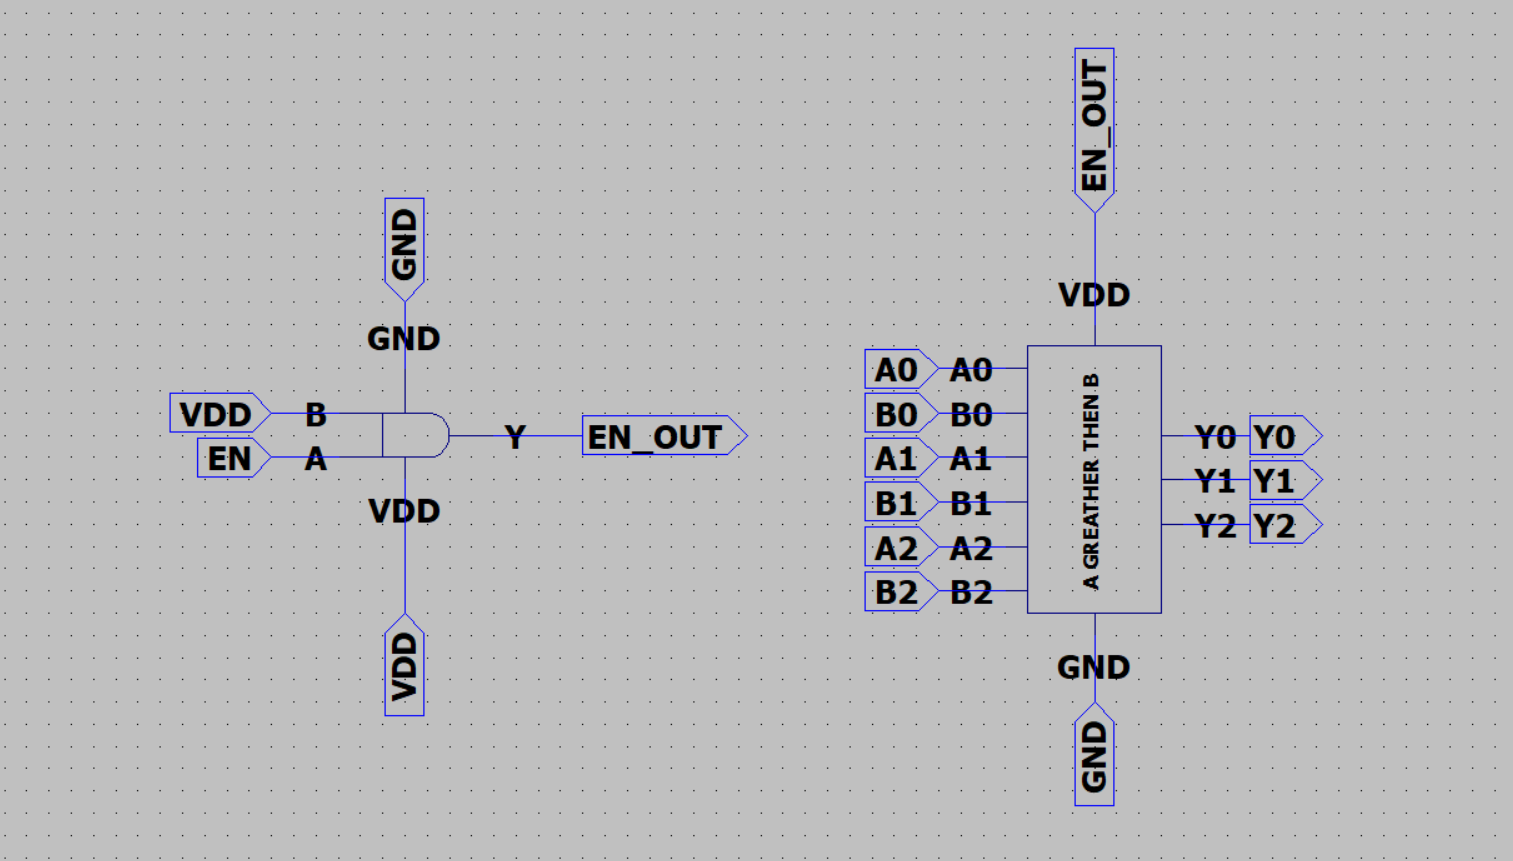 GND
GND
VDD B
EN A
Y EN_OUT
VDD
VDD
EN_OUT
VDD
A0 A0
B0 B0
A1 A1
B1 B1
A2 A2
B2 B2
A GREATHER THEN B
Y0 Y0
Y1 Y1
Y2 Y2
GND
GND